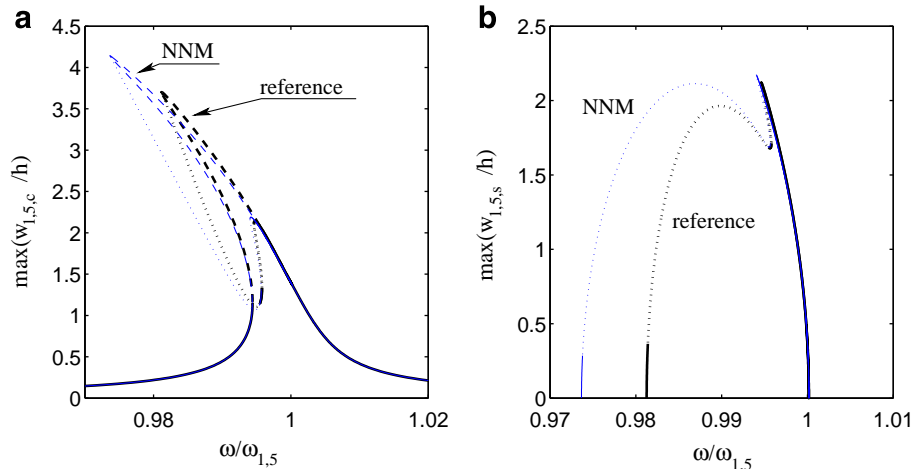 a
4.5
4
3.5
3
2.5
2
1.5
1
0.5
0
max(w1,5,c /h)
NNM
reference
0.98
1
1.02
ω/ω1,5
b
2.5
2
1.5
1
0.5
0
max(w1,5,s /h)
NNM
reference
0.97
0.98
0.99
1
1.01
ω/ω1,5